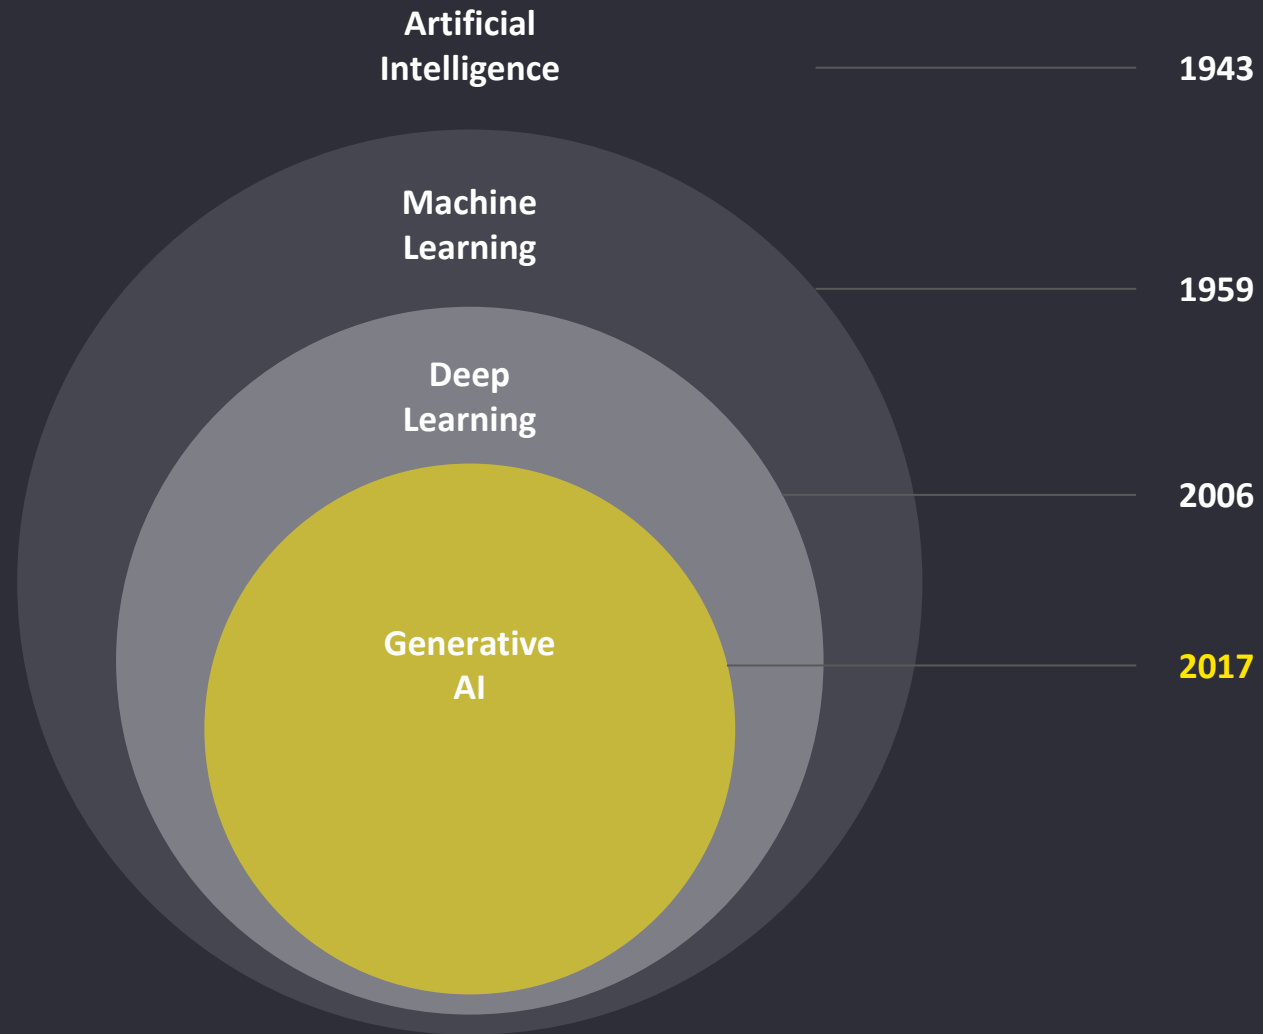 Artificial
Intelligence
1943
Machine
Learning
1959
Deep
Learning
2006
Generative
AI
2017